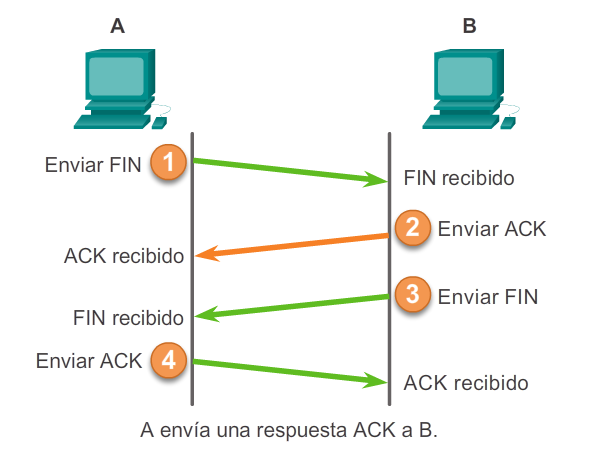 A
B
Enviar FIN 1
FIN recibido
2 Enviar ACK
ACK recibido
3 Enviar FIN
FIN recibido
Enviar ACK 4
ACK recibido
A envía una respuesta ACK a B.